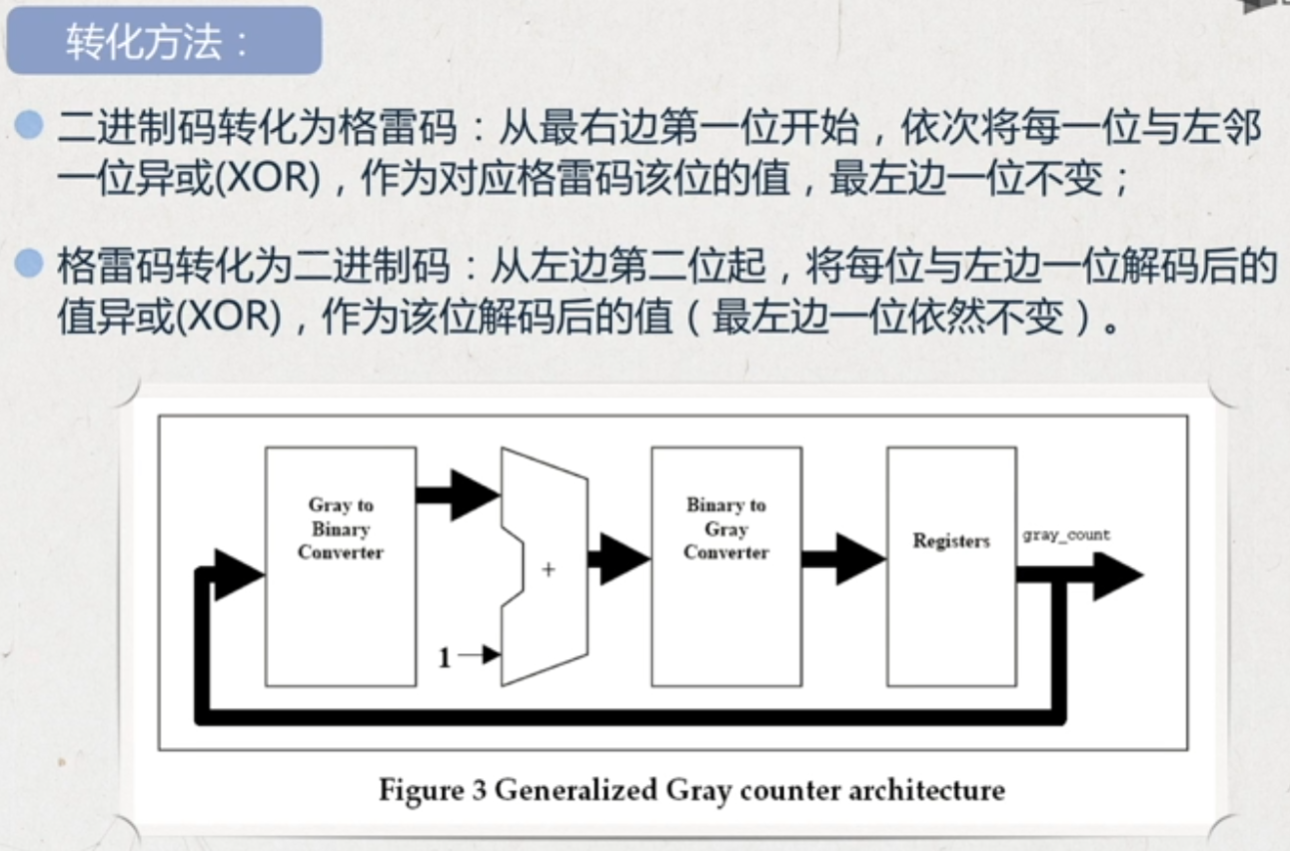 转化方法：
二进制码转化为格雷码：从最右边第一位开始，依次将每一位与左邻
一位异或(XOR)，作为对应格雷码该位的值，最左边一位不变；
格雷码转化为二进制码：从左边第二位起，将每位与左边一位解码后的
值异或(XOR)，作为该位解码后的值（最左边一位依然不变）。
Gray to
Binary
Converter
1
+
Binary to
Gray
Converter
Registers
gray_count
Figure 3 Generalized Gray counter architecture